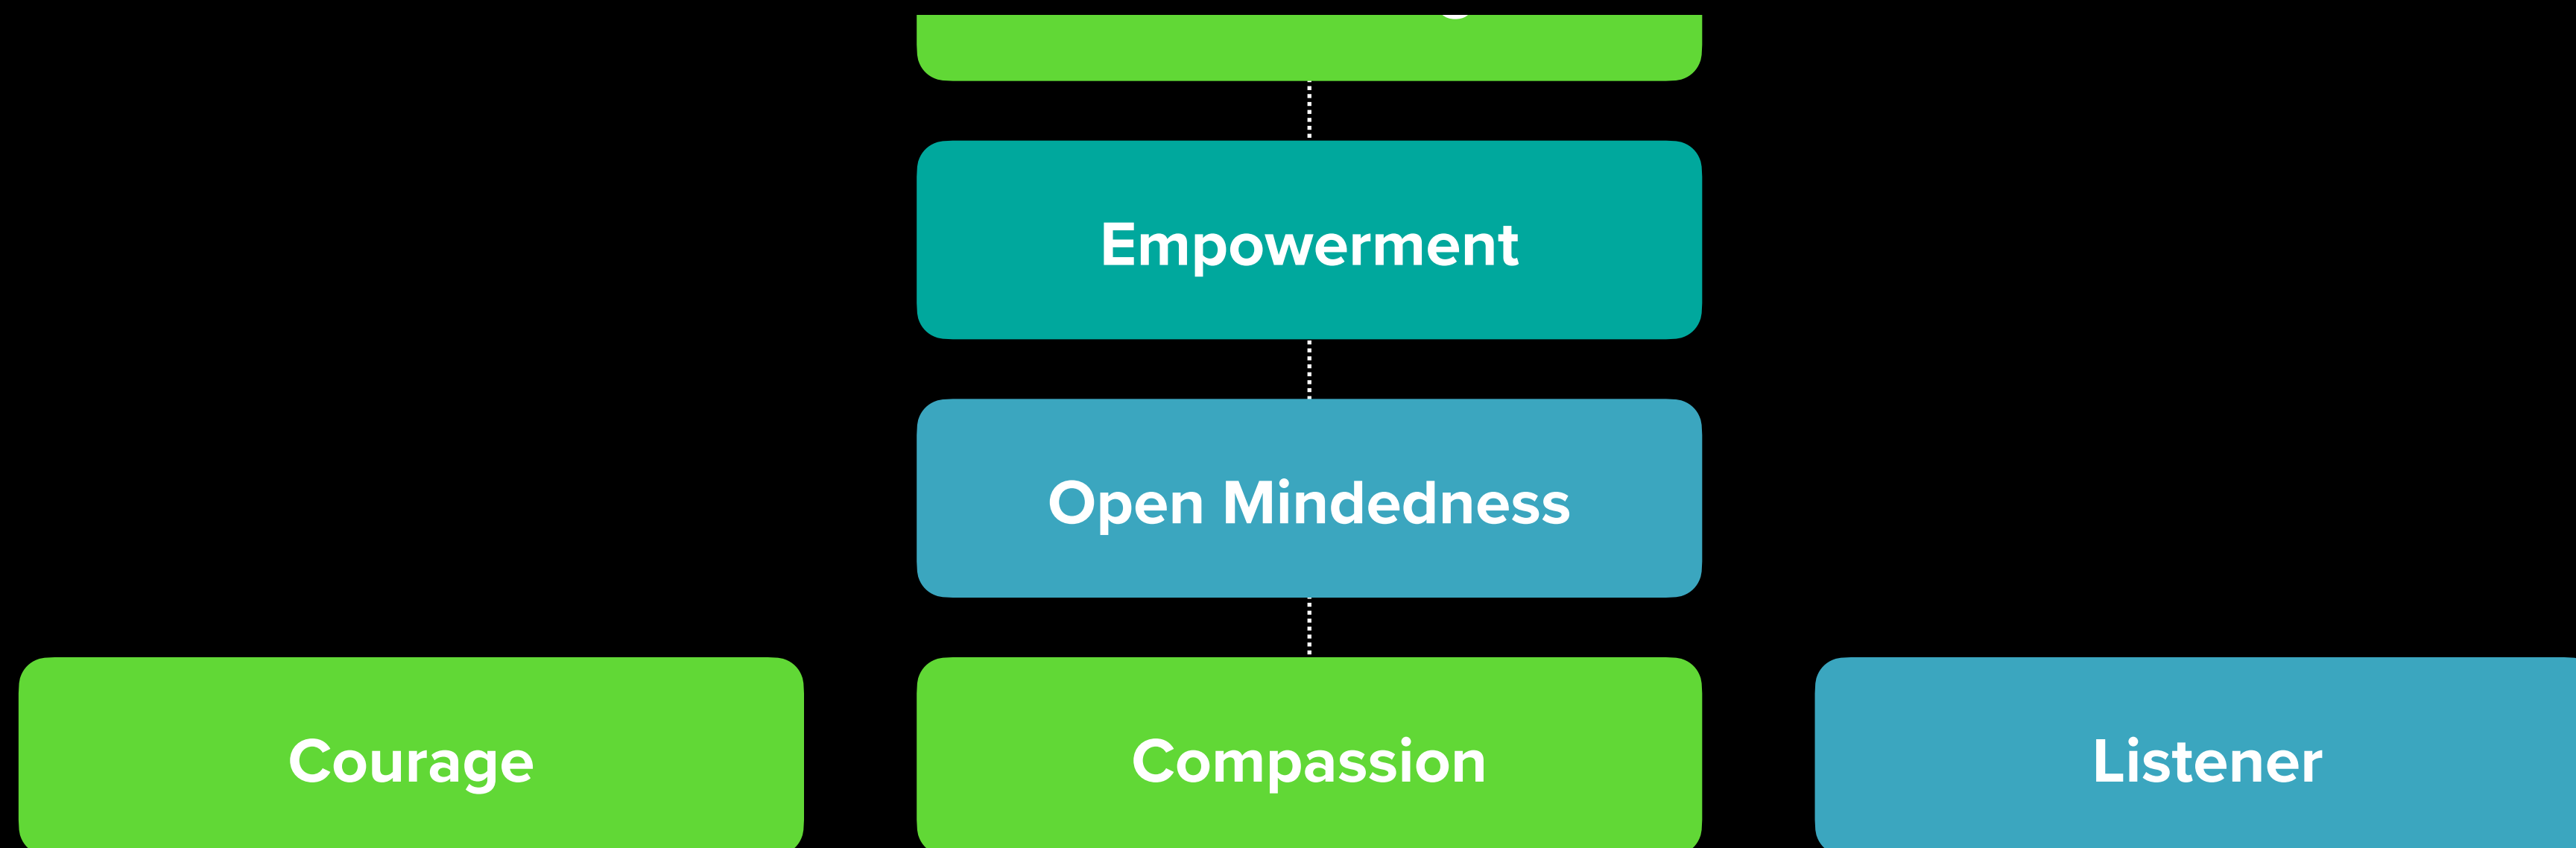 Empowerment
Open Mindedness
Courage
Compassion
Listener